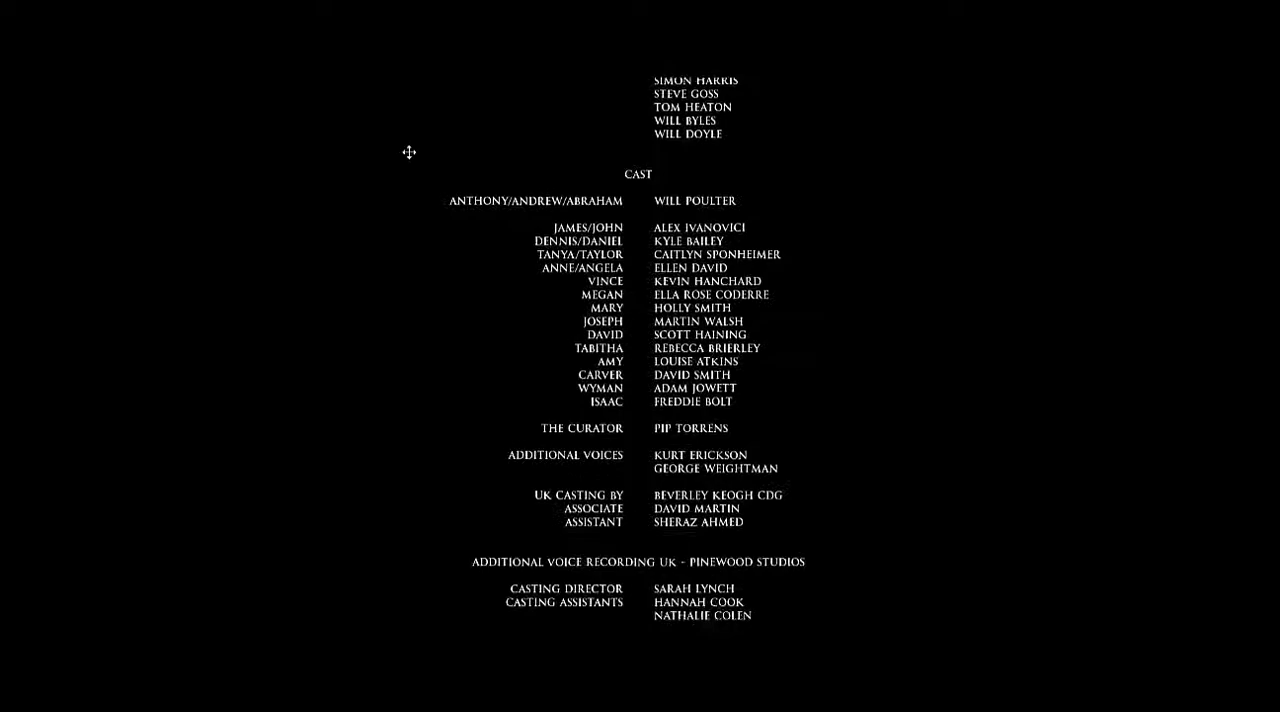 SIMON HARRIS
STEVE GOSS
TOM HEATON
WILL BYLES
WILL DOYLE
CAST
ANTHONY/ANDREW/ABRAHAM WILL POULTER
JAMES/JOHN ALEX IVANOVICI
DENNIS/DANIEL KYLE BAILEY
TANYA/TAYLOR CAITLYN SPONHEIMER
ANNE/ANGELA ELLEN DAVID
VINCE KEVIN HANCHARD
MEGAN ELLA ROSE CODERRE
MARY HOLLY SMITH
JOSEPH MARTIN WALSH
DAVID SCOTT HAINING
TABITHA REBECCA BRIERLEY
AMY LOUISE ATKINS
CARVER DAVID SMITH
WYMAN ADAM JOWETT
ISAAC FREDDIE BOLT
THE CURATOR PIP TORRENS
ADDITIONAL VOICES KURT ERICKSON
GEORGE WEIGHTMAN
UK CASTING BY BEVERLEY KEOGH CDG
ASSOCIATE DAVID MARTIN
ASSISTANT SHERAZ AHMED
ADDITIONAL VOICE RECORDING UK - PINEWOOD STUDIOS
CASTING DIRECTOR SARAH LYNCH
CASTING ASSISTANTS HANNAH COOK
NATHALIE COLEN